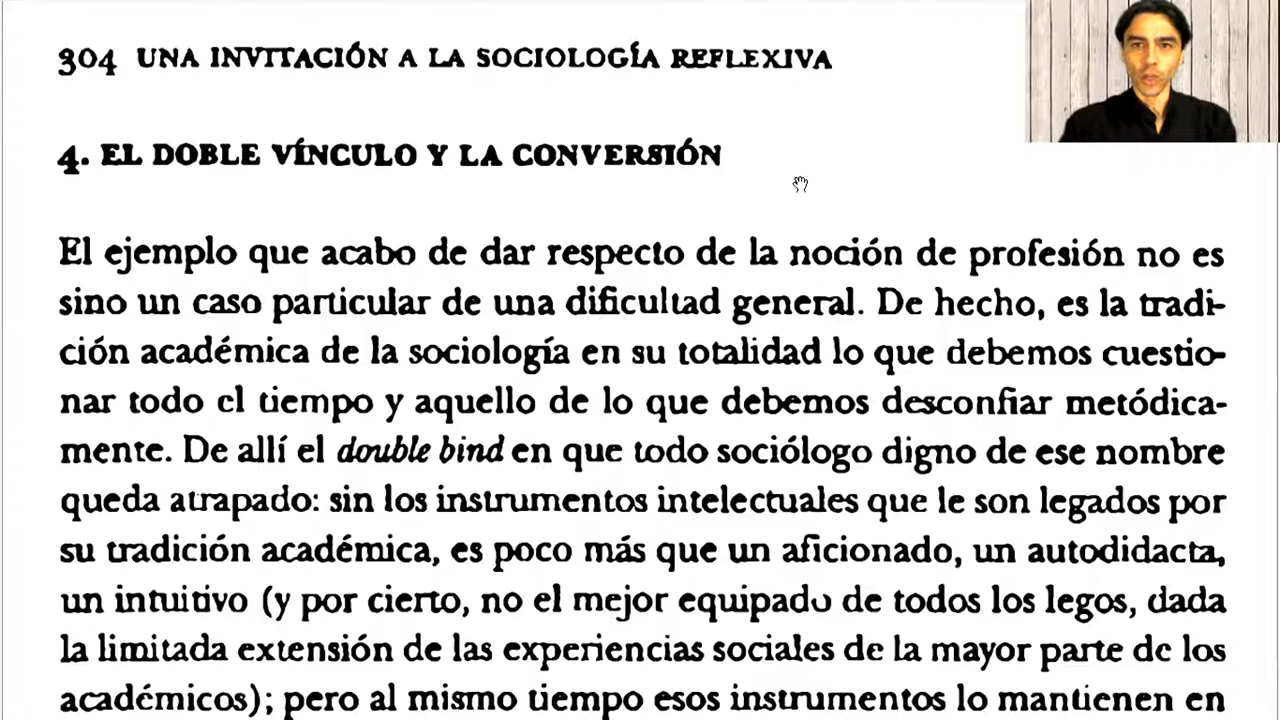 304 UNA INVITACIÓN A LA SOCIOLOGÍA REFLEXIVA
4. EL DOBLE VÍNCULO Y LA CONVERSIÓN
El ejemplo que acabo de dar respecto de la noción de profesión no es
sino un caso particular de una dificultad general. De hecho, es la tradi-
ción académica de la sociología en su totalidad lo que debemos cuestio-
nar todo el tiempo y aquello de lo que debemos desconfiar metódica-
mente. De allí el double bind en que todo sociólogo digno de ese nombre
queda atrapado: sin los instrumentos intelectuales que le son legados por
su tradición académica, es poco más que un aficionado, un autodidacta,
un intuitivo (y por cierto, no el mejor equipado de todos los legos, dada
la limitada extensión de las experiencias sociales de la mayor parte de los
académicos); pero al mismo tiempo esos instrumentos lo mantienen en